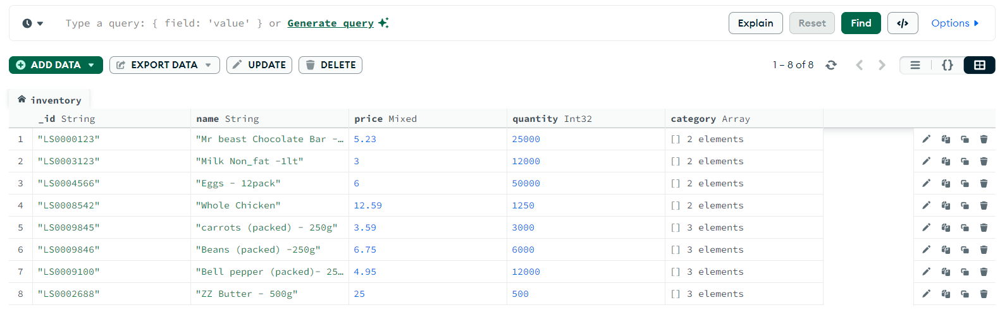 Type a query: { field: 'value' } or Generate query Explain Reset Find </> Options
ADD DATA EXPORT DATA UPDATE DELETE 1 – 8 of 8 {}
inventory
_id String name String price Mixed quantity Int32 category Array
1 "LS0000123" "Mr beast Chocolate Bar -… 5.23 25000 [] 2 elements
2 "LS0003123" "Milk Non_fat -1lt" 3 12000 [] 2 elements
3 "LS0004566" "Eggs - 12pack" 6 50000 [] 2 elements
4 "LS0008542" "Whole Chicken" 12.59 1250 [] 2 elements
5 "LS0009845" "carrots (packed) - 250g" 3.59 3000 [] 3 elements
6 "LS0009846" "Beans (packed) -250g" 6.75 6000 [] 3 elements
7 "LS0009100" "Bell pepper (packed)- 25… 4.95 12000 [] 3 elements
8 "LS0002688" "ZZ Butter - 500g" 25 500 [] 3 elements